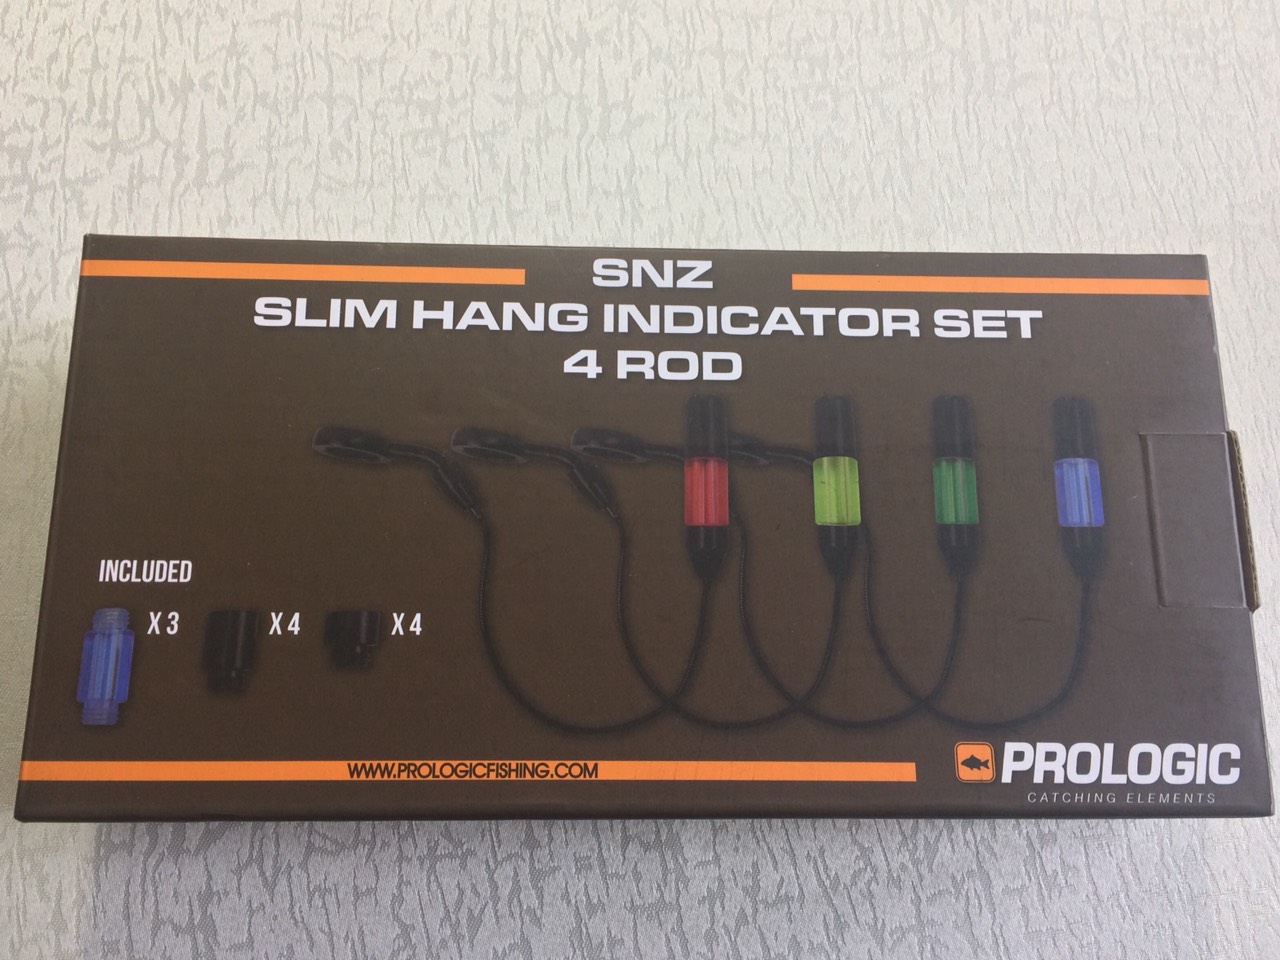 SNZ
SLIM HANG INDICATOR SET
4 ROD
INCLUDED
X 3
X 4
X 4
WWW.PROLOGICFISHING.COM
PROLOGIC
CATCHING ELEMENTS